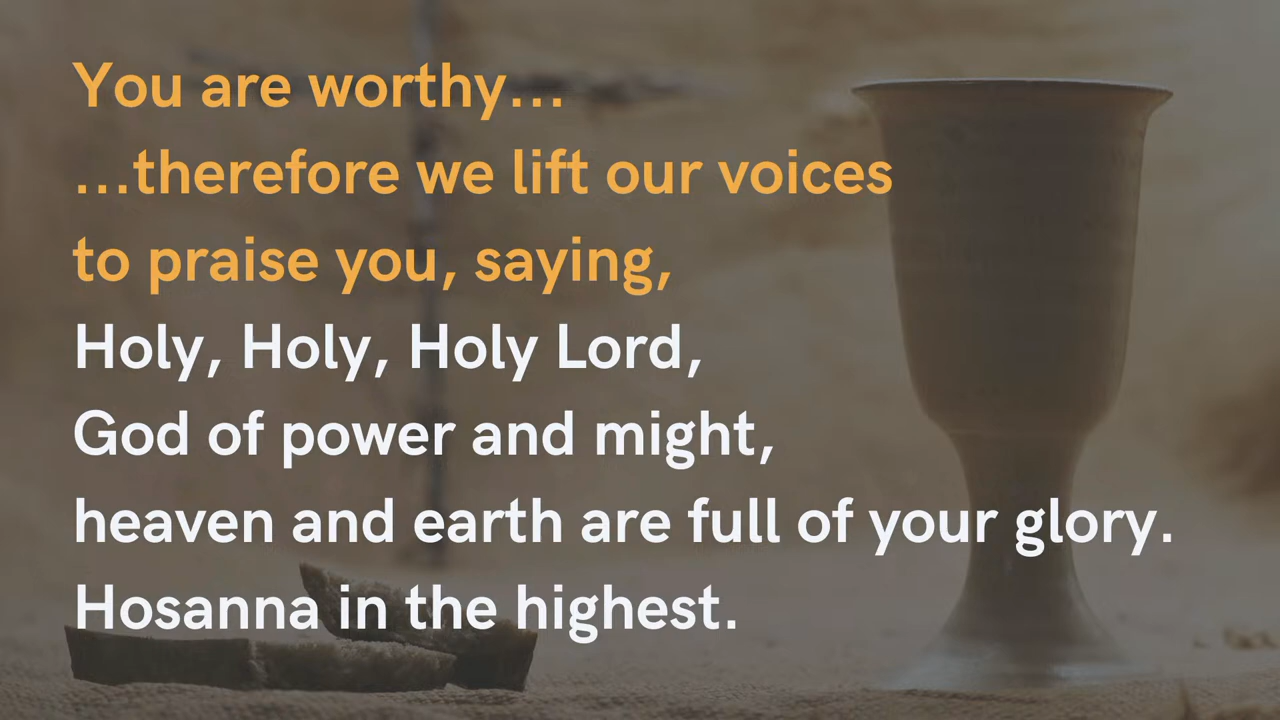 You are worthy...
...therefore we lift our voices
to praise you, saying,
Holy, Holy, Holy Lord,
God of power and might,
heaven and earth are full of your glory.
Hosanna in the highest.